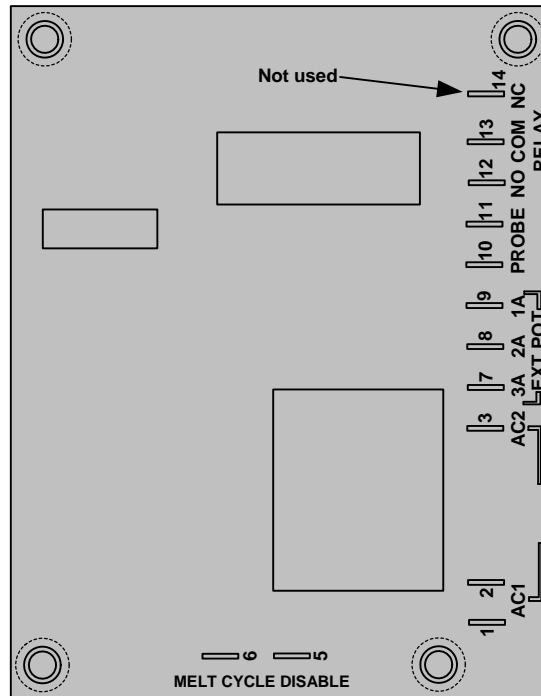 Not used
14 NC
13 COM
12 NO
RELAY
11
10
PROBE
9 1A
8 2A
7 3A
EXT POT
3 AC2
2
AC1
1
6
5
MELT CYCLE DISABLE